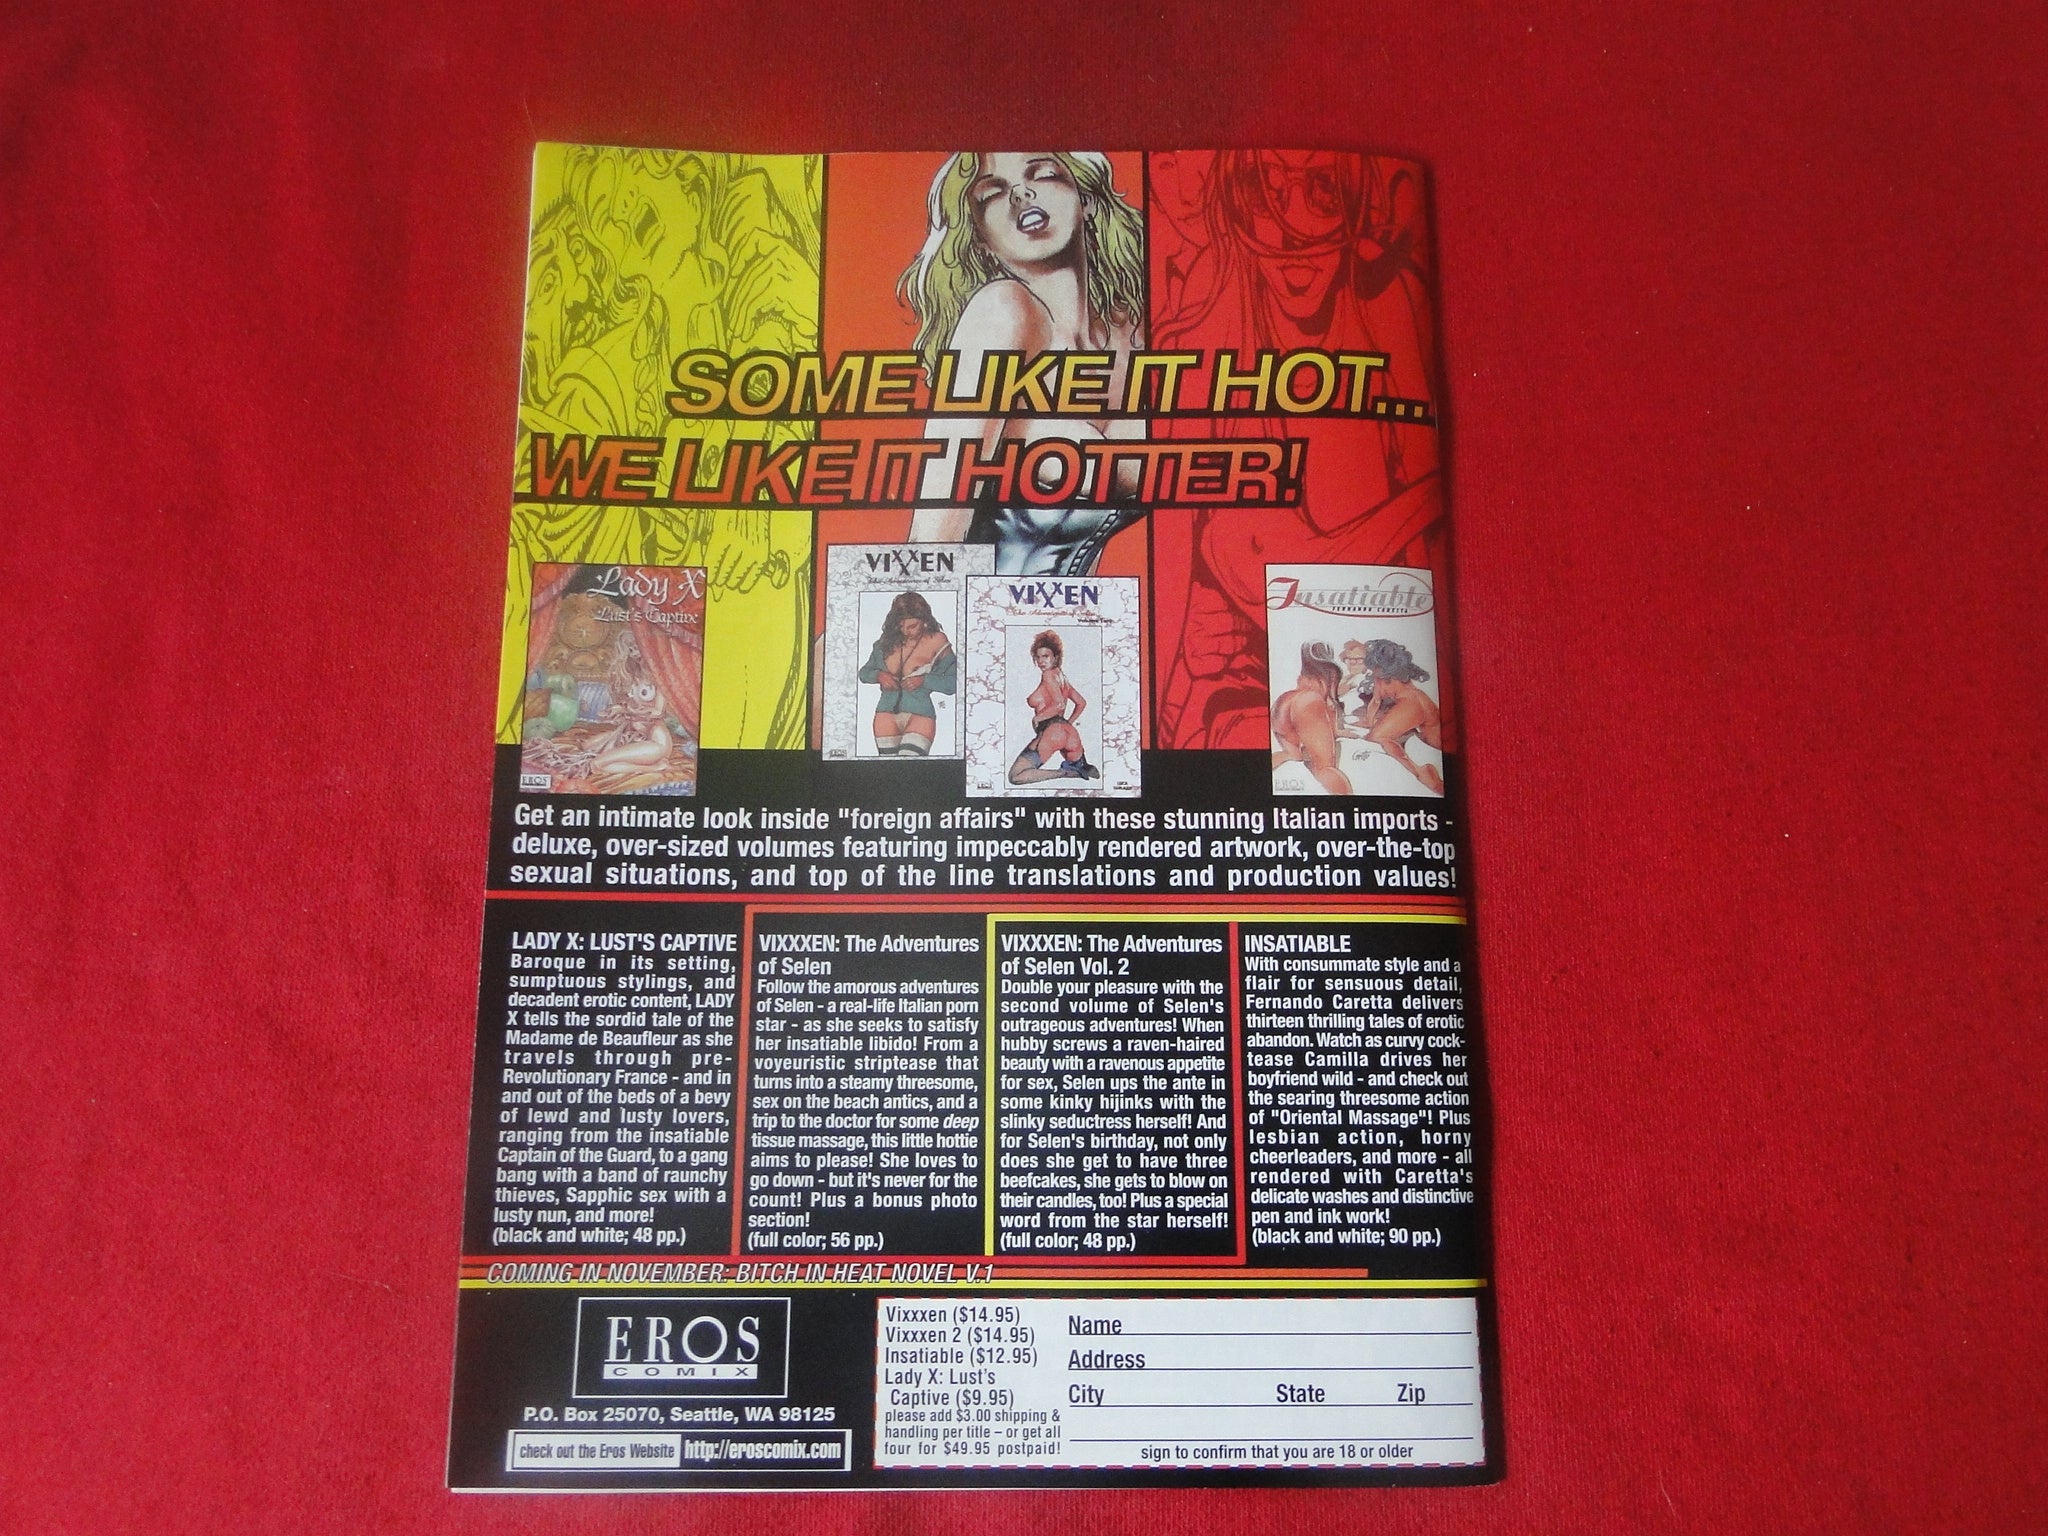 SOME LIKE IT HOT...
WE LIKE IT HOTTER!
Lady X
Lust's Captive
EROS
VIXXXEN
The Adventures of Selen
EROS
VIXXXEN
The Adventures of Selen
Volume Two
EROS
LUCA
Insatiable
FERNANDO CARETTA
EROS
Get an intimate look inside "foreign affairs" with these stunning Italian imports -
deluxe, over-sized volumes featuring impeccably rendered artwork, over-the-top
sexual situations, and top of the line translations and production values!
LADY X: LUST'S CAPTIVE
Baroque in its setting,
sumptuous stylings, and
decadent erotic content, LADY
X tells the sordid tale of the
Madame de Beaufleur as she
travels through pre-
Revolutionary France - and in
and out of the beds of a bevy
of lewd and lusty lovers,
ranging from the insatiable
Captain of the Guard, to a gang
bang with a band of raunchy
thieves, Sapphic sex with a
lusty nun, and more!
(black and white; 48 pp.)
VIXXXEN: The Adventures
of Selen
Follow the amorous adventures
of Selen - a real-life Italian porn
star - as she seeks to satisfy
her insatiable libido! From a
voyeuristic striptease that
turns into a steamy threesome,
sex on the beach antics, and a
trip to the doctor for some deep
tissue massage, this little hottie
aims to please! She loves to
go down - but it's never for the
count! Plus a bonus photo
section!
(full color; 56 pp.)
VIXXXEN: The Adventures
of Selen Vol. 2
Double your pleasure with the
second volume of Selen's
outrageous adventures! When
hubby screws a raven-haired
beauty with a ravenous appetite
for sex, Selen ups the ante in
some kinky hijinks with the
slinky seductress herself! And
for Selen's birthday, not only
does she get to have three
beefcakes, she gets to blow on
their candles, too! Plus a special
word from the star herself!
(full color; 48 pp.)
INSATIABLE
With consummate style and a
flair for sensuous detail,
Fernando Caretta delivers
thirteen thrilling tales of erotic
abandon. Watch as curvy cock-
tease Camilla drives her
boyfriend wild - and check out
the searing threesome action
of "Oriental Massage"! Plus
lesbian action, horny
cheerleaders, and more - all
rendered with Caretta's
delicate washes and distinctive
pen and ink work!
(black and white; 90 pp.)
COMING IN NOVEMBER: BITCH IN HEAT NOVEL V.1
EROS
COMIX
P.O. Box 25070, Seattle, WA 98125
check out the Eros Website http://eroscomix.com
Vixxxen ($14.95)
Vixxxen 2 ($14.95)
Insatiable ($12.95)
Lady X: Lust's
Captive ($9.95)
please add $3.00 shipping &
handling per title – or get all
four for $49.95 postpaid!
Name
Address
City State Zip
sign to confirm that you are 18 or older